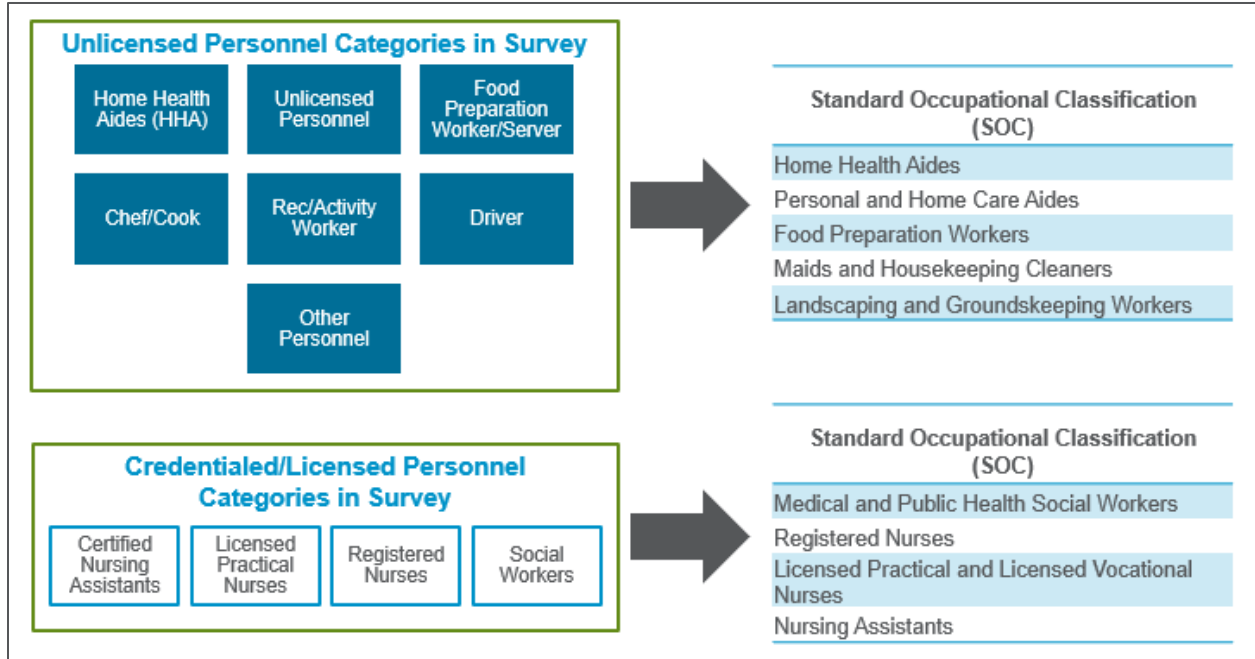 Unlicensed Personnel Categories in Survey
Home Health
Aides (HHA)
Unlicensed
Personnel
Food
Preparation
Worker/Server
Chef/Cook
Rec/Activity
Worker
Driver
Other
Personnel
Standard Occupational Classification
(SOC)
Home Health Aides
Personal and Home Care Aides
Food Preparation Workers
Maids and Housekeeping Cleaners
Landscaping and Groundskeeping Workers
Credentialed/Licensed Personnel
Categories in Survey
Certified
Nursing
Assistants
Licensed
Practical
Nurses
Registered
Nurses
Social
Workers
Standard Occupational Classification
(SOC)
Medical and Public Health Social Workers
Registered Nurses
Licensed Practical and Licensed Vocational
Nurses
Nursing Assistants